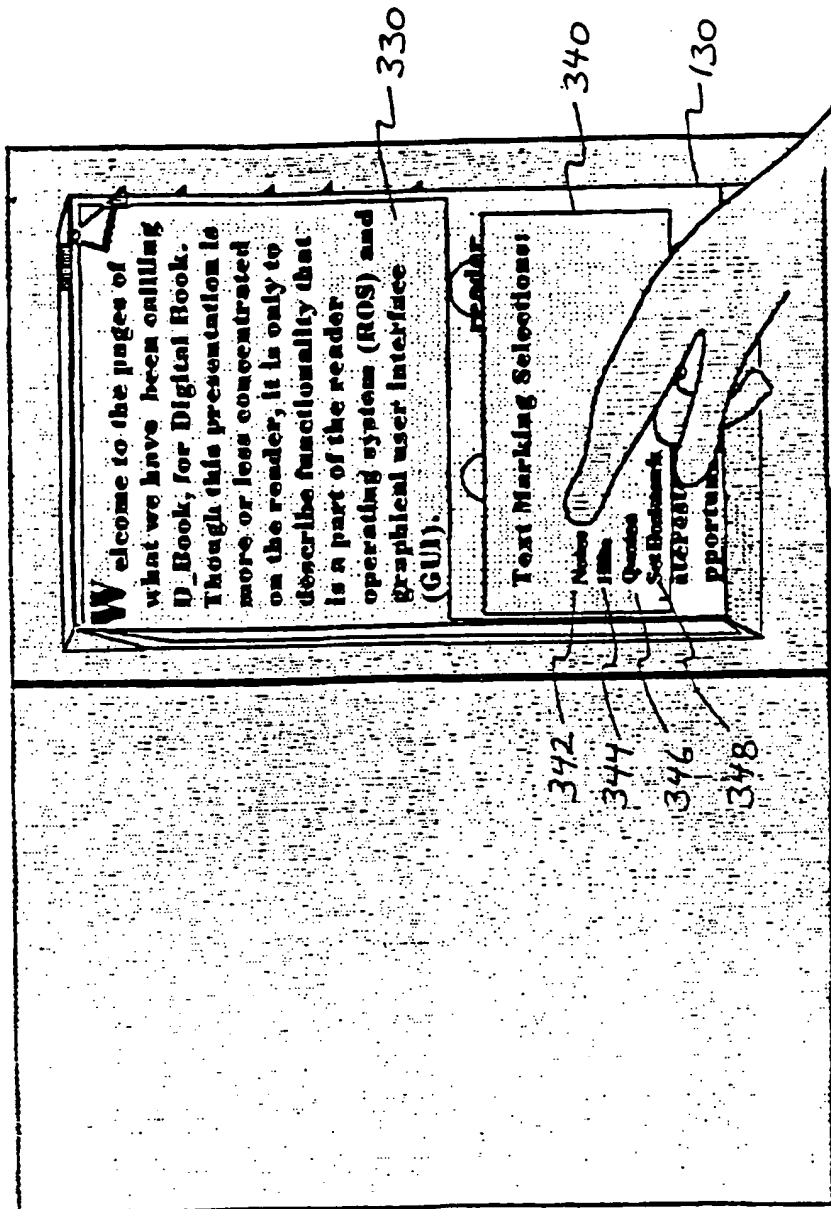 Welcome to the pages of
what we have been calling
D_Book, for Digital Book.
Though this presentation is
more or less concentrated
on the reader, it is only to
describe functionality that
is a part of the reader
operating system (ROS) and
graphical user interface
(GUI).
reader
Text Marking Selections:
Notes
Quotes
Set Bookmark
pportun
330
340
130
342
344
346
348